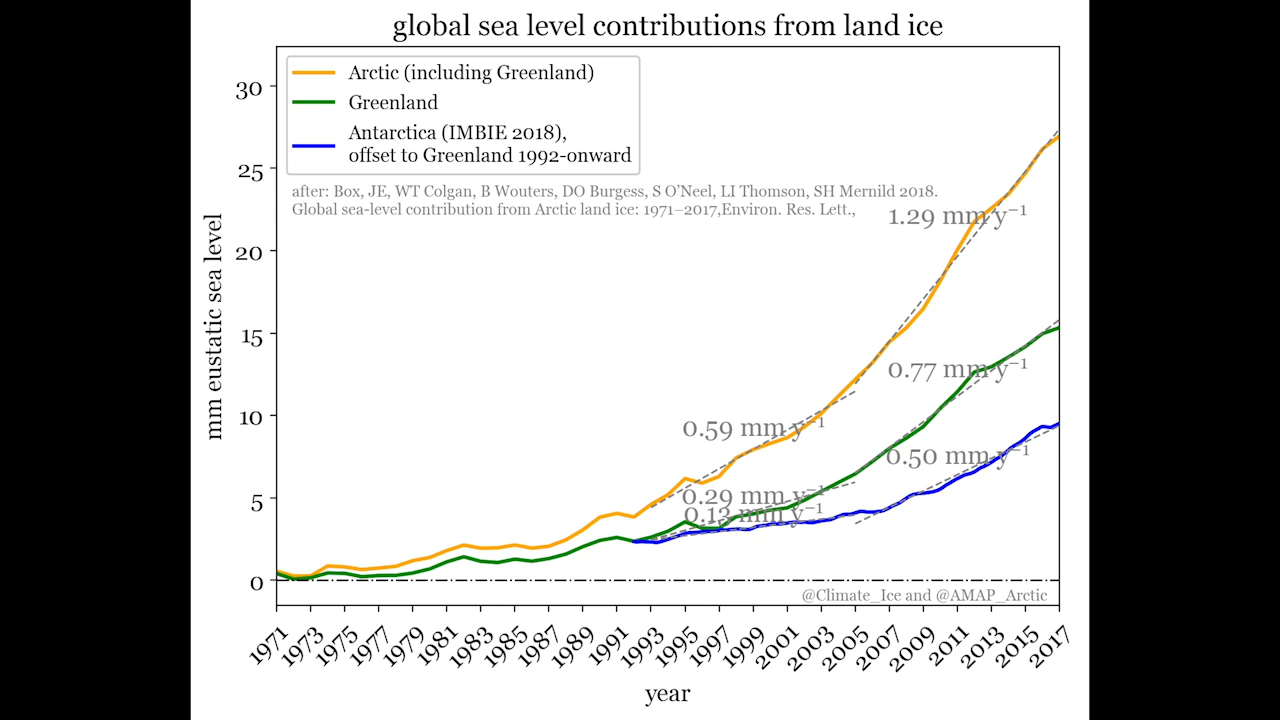 global sea level contributions from land ice
Arctic (including Greenland)
Greenland
Antarctica (IMBIE 2018),
offset to Greenland 1992-onward
after: Box, JE, WT Colgan, B Wouters, DO Burgess, S O’Neel, LI Thomson, SH Mernild 2018.
Global sea-level contribution from Arctic land ice: 1971–2017,Environ. Res. Lett.,
mm eustatic sea level
30
25
20
15
10
5
0
1.29 mm y⁻¹
0.77 mm y⁻¹
0.59 mm y⁻¹
0.50 mm y⁻¹
0.29 mm y⁻¹
0.13 mm y⁻¹
@Climate_Ice and @AMAP_Arctic
1971 1973 1975 1977 1979 1981 1983 1985 1987 1989 1991 1993 1995 1997 1999 2001 2003 2005 2007 2009 2011 2013 2015 2017
year